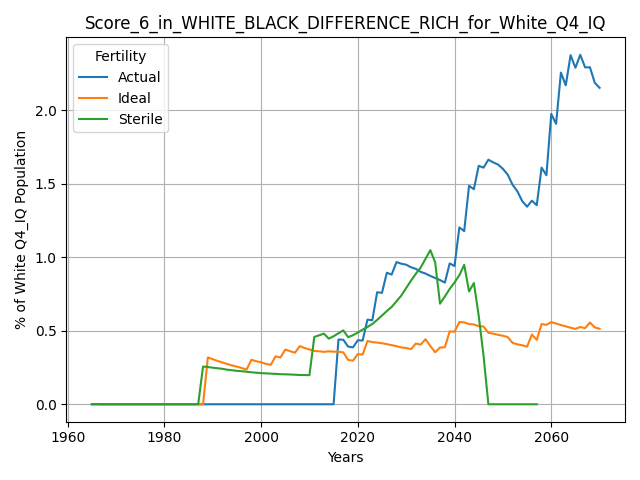 Score_6_in_WHITE_BLACK_DIFFERENCE_RICH_for_White_Q4_IQ
Fertility
Actual
Ideal
Sterile
% of White Q4_IQ Population
2.0
1.5
1.0
0.5
0.0
1960 1980 2000 2020 2040 2060
Years